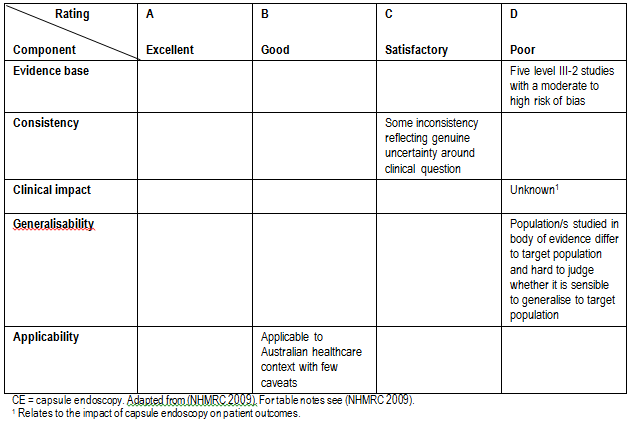 Rating
Component
A
Excellent
B
Good
C
Satisfactory
D
Poor
Evidence base
Five level III-2 studies
with a moderate to
high risk of bias
Consistency
Some inconsistency
reflecting genuine
uncertainty around
clinical question
Clinical impact
Unknown¹
Generalisability
Population/s studied in
body of evidence differ
to target population
and hard to judge
whether it is sensible
to generalise to target
population
Applicability
Applicable to
Australian healthcare
context with few
caveats
CE = capsule endoscopy. Adapted from (NHMRC 2009). For table notes see (NHMRC 2009).
¹ Relates to the impact of capsule endoscopy on patient outcomes.